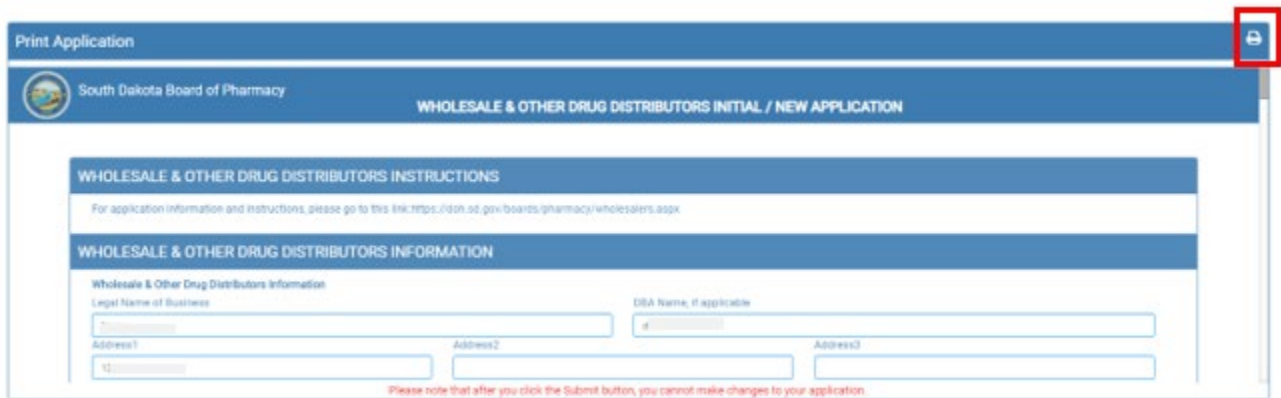 Print Application
South Dakota Board of Pharmacy
WHOLESALE & OTHER DRUG DISTRIBUTORS INITIAL / NEW APPLICATION
WHOLESALE & OTHER DRUG DISTRIBUTORS INSTRUCTIONS
For application information and instructions, please go to this link:https://doh.sd.gov/boards/pharmacy/wholesalers.aspx
WHOLESALE & OTHER DRUG DISTRIBUTORS INFORMATION
Wholesale & Other Drug Distributors Information
Legal Name of Business DBA Name, if applicable
d
Address1 Address2 Address3
Please note that after you click the Submit button, you cannot make changes to your application